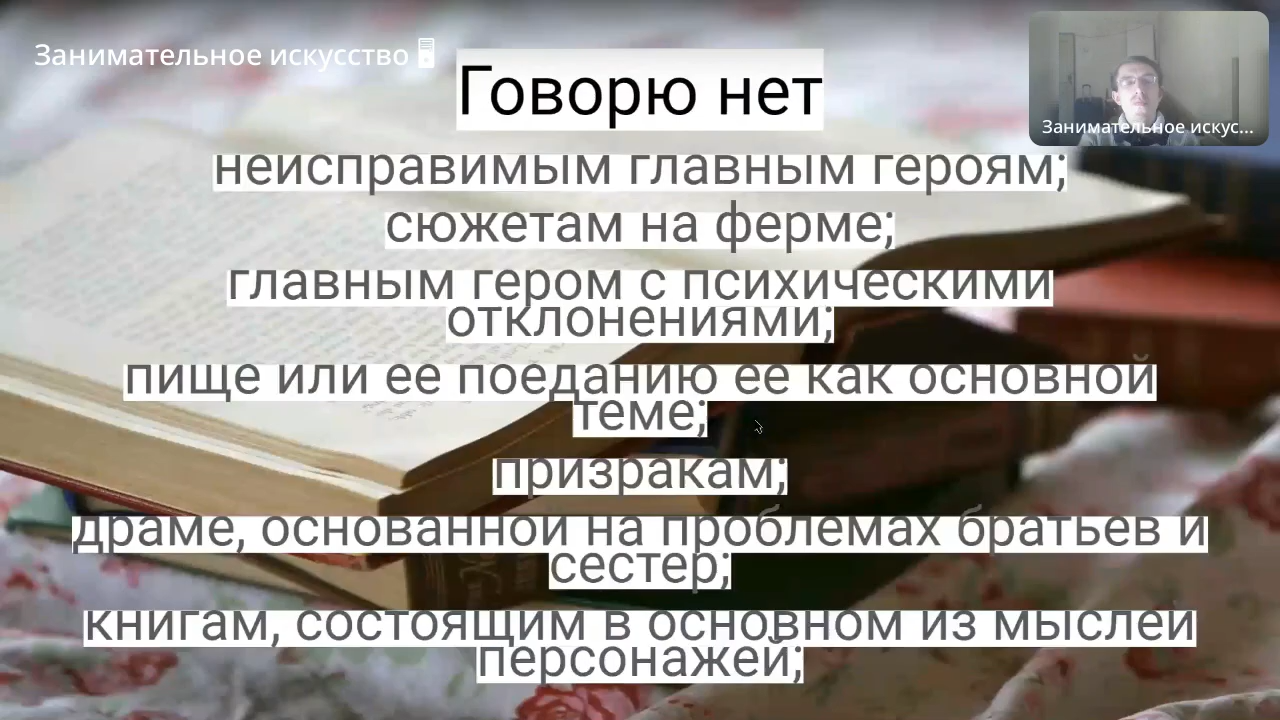 Занимательное искусство 🖥
Говорю нет
Занимательное искус...
неисправимым главным героям;
сюжетам на ферме;
главным гером с психическими
отклонениями;
пище или ее поеданию ее как основной
теме;
призракам;
драме, основанной на проблемах братьев и
сестер;
книгам, состоящим в основном из мыслей
персонажей;